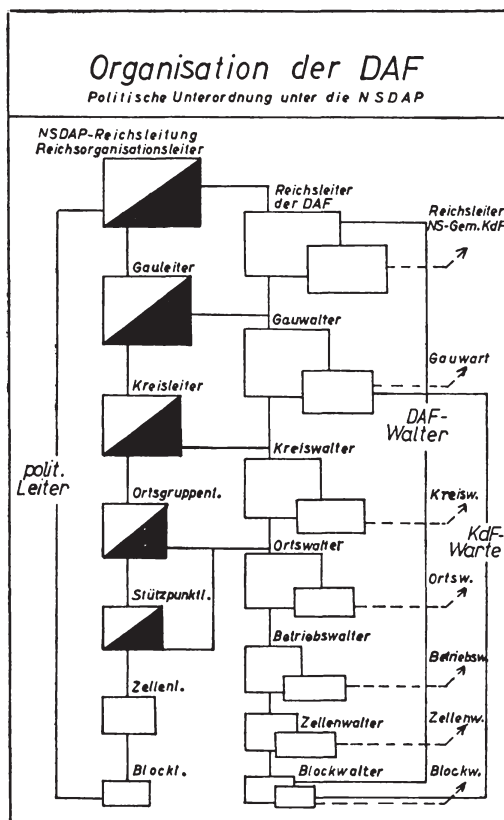 Organisation der DAF
Politische Unterordnung unter die NSDAP
NSDAP-Reichsleitung
Reichsorganisationsleiter
Reichsleiter
der DAF
Reichsleiter
NS-Gem.KdF
Gauleiter
Gauwalter
Gauwart
Kreisleiter
DAF-
Walter
Kreiswalter
polit.
Leiter
Ortsgruppenl.
Kreisw.
Ortswalter
KdF-
Warte
Ortsw.
Stützpunktl.
Betriebswalter
Betriebsw.
Zellenl.
Zellenwalter
Zellenw.
Blockl.
Blockwalter
Blockw.